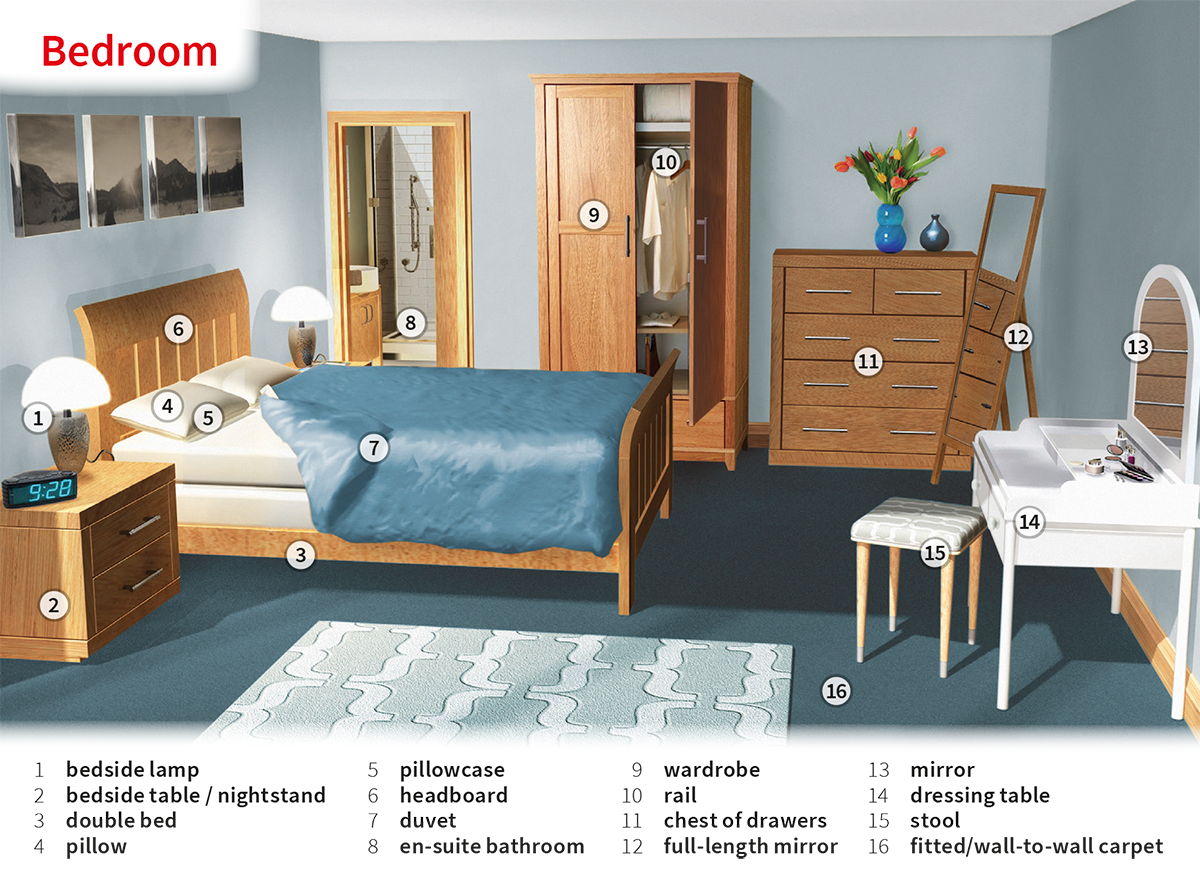 Bedroom
10
9
8
6
12
13
11
4
5
1
7
9:28
14
15
3
2
16
1 bedside lamp
2 bedside table / nightstand
3 double bed
4 pillow
5 pillowcase
6 headboard
7 duvet
8 en-suite bathroom
9 wardrobe
10 rail
11 chest of drawers
12 full-length mirror
13 mirror
14 dressing table
15 stool
16 fitted/wall-to-wall carpet